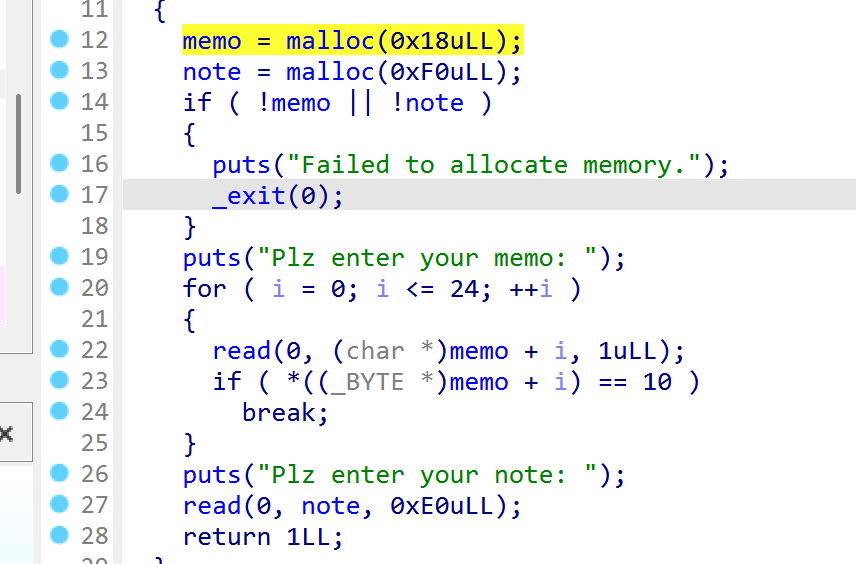 11 {
12 memo = malloc(0x18uLL);
13 note = malloc(0xF0uLL);
14 if ( !memo || !note )
15 {
16 puts("Failed to allocate memory.");
17 _exit(0);
18 }
19 puts("Plz enter your memo: ");
20 for ( i = 0; i <= 24; ++i )
21 {
22 read(0, (char *)memo + i, 1uLL);
23 if ( *((_BYTE *)memo + i) == 10 )
24 break;
25 }
26 puts("Plz enter your note: ");
27 read(0, note, 0xE0uLL);
28 return 1LL;